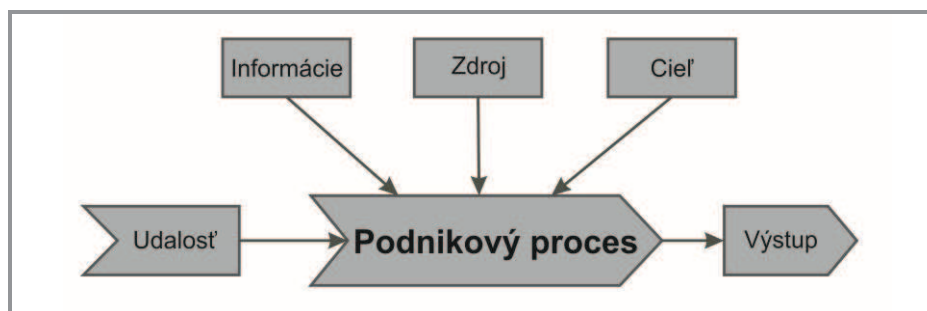 Informácie
Zdroj
Cieľ
Udalosť
Podnikový proces
Výstup